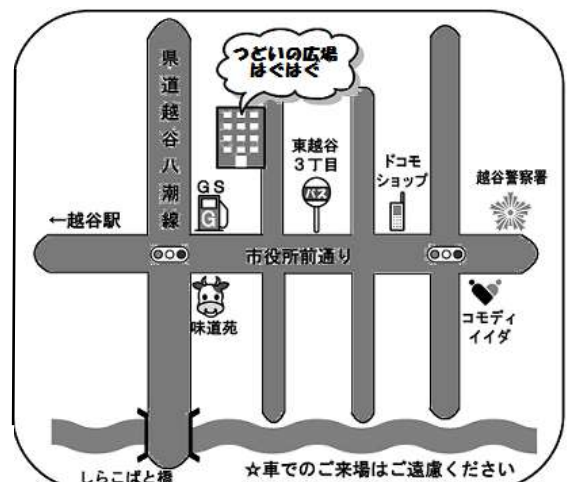 つどいの広場
はぐはぐ
県道越谷八潮線
東越谷
3丁目
バス
ドコモ
ショップ
越谷警察署
GS
G
←越谷駅
市役所前通り
味道苑
コモディ
イイダ
しらこばと橋
☆車でのご来場はご遠慮ください